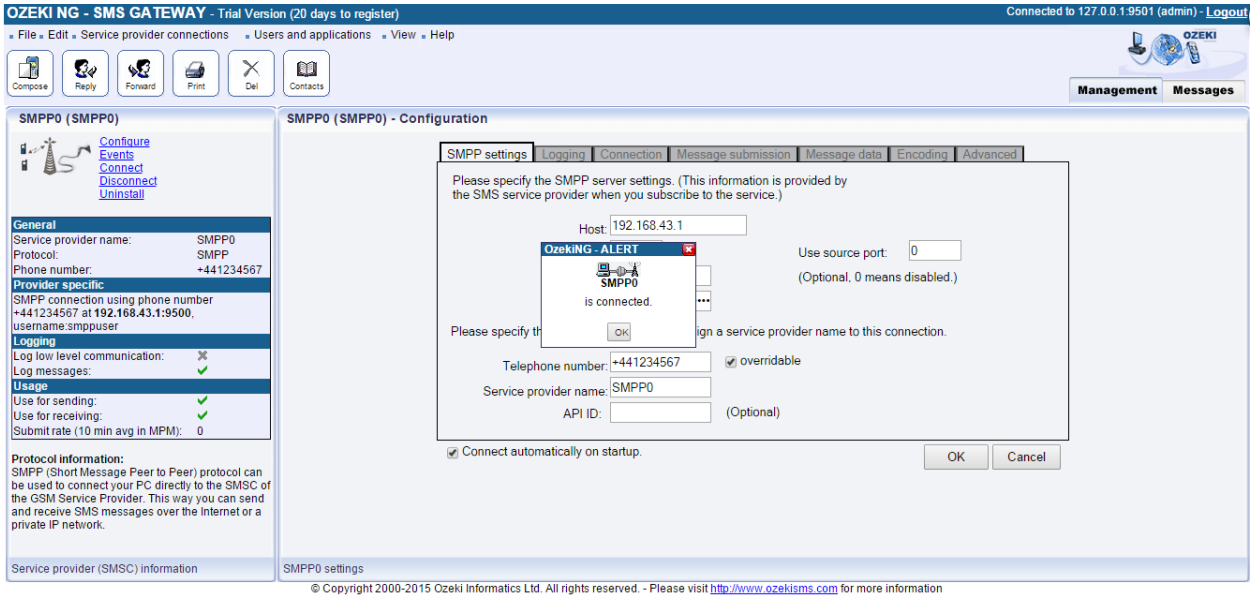 OZEKI NG - SMS GATEWAY - Trial Version (20 days to register)
Connected to 127.0.0.1:9501 (admin) - Logout
File Edit Service provider connections Users and applications View Help
OZEKI
Compose Reply Forward Print Del Contacts
Management Messages
SMPP0 (SMPP0)
Configure
Events
Connect
Disconnect
Uninstall
General
Service provider name: SMPP0
Protocol: SMPP
Phone number: +441234567
Provider specific
SMPP connection using phone number
+441234567 at 192.168.43.1:9500,
username:smppuser
Logging
Log low level communication:
Log messages:
Usage
Use for sending:
Use for receiving:
Submit rate (10 min avg in MPM): 0
Protocol information:
SMPP (Short Message Peer to Peer) protocol can
be used to connect your PC directly to the SMSC of
the GSM Service Provider. This way you can send
and receive SMS messages over the Internet or a
private IP network.
Service provider (SMSC) information
SMPP0 (SMPP0) - Configuration
SMPP settings Logging Connection Message submission Message data Encoding Advanced
Please specify the SMPP server settings. (This information is provided by
the SMS service provider when you subscribe to the service.)
Host: 192.168.43.1
Use source port: 0
(Optional, 0 means disabled.)
OzekiNG - ALERT
SMPP0
is connected.
OK
Please specify th
ign a service provider name to this connection.
Telephone number: +441234567 overridable
Service provider name: SMPP0
API ID: (Optional)
Connect automatically on startup.
OK Cancel
SMPP0 settings
© Copyright 2000-2015 Ozeki Informatics Ltd. All rights reserved. - Please visit http://www.ozekisms.com for more information